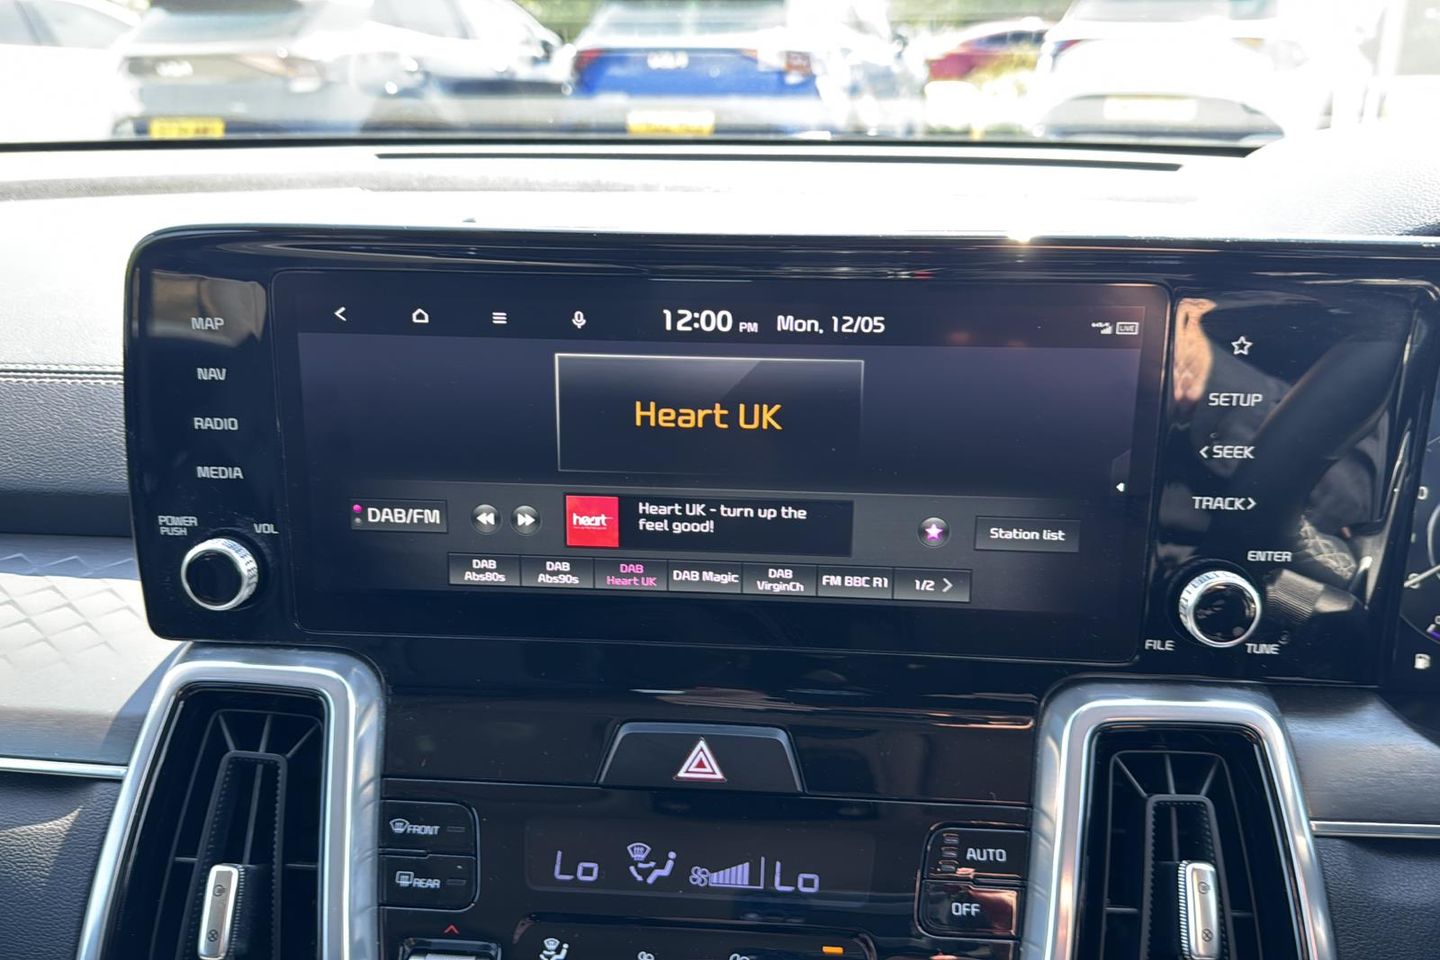 12:00 PM Mon, 12/05
LIVE
MAP
NAV
RADIO
MEDIA
POWER
PUSH
VOL
Heart UK
DAB/FM
heart
Heart UK - turn up the
feel good!
Station list
DAB
Abs80s
DAB
Abs90s
DAB
Heart UK
DAB Magic
DAB
VirginCh
FM BBC R1
1/2
SETUP
< SEEK
TRACK >
ENTER
FILE
TUNE
FRONT
REAR
Lo
Lo
AUTO
OFF